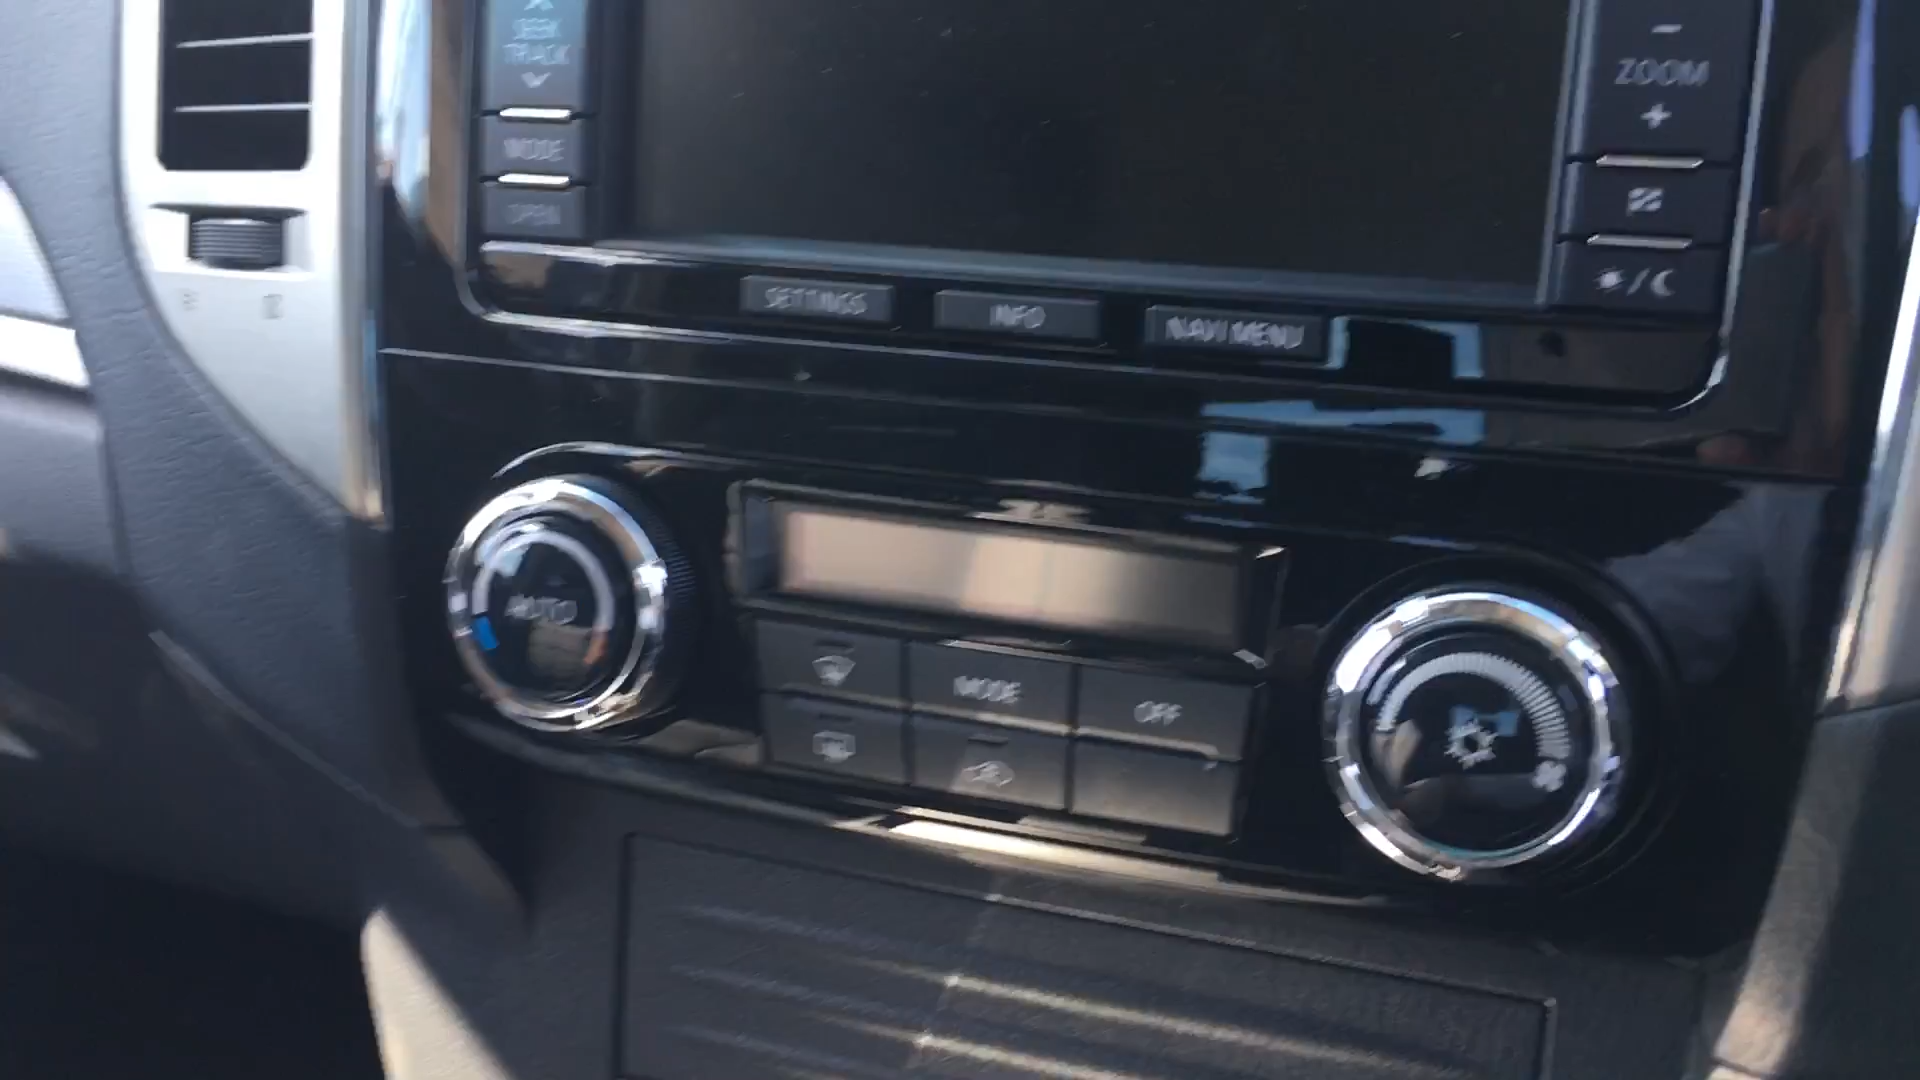 SEEK
TRACK
MODE
OPEN
ZOOM
SETTINGS
INFO
NAVI MENU
AUTO
MODE
OFF